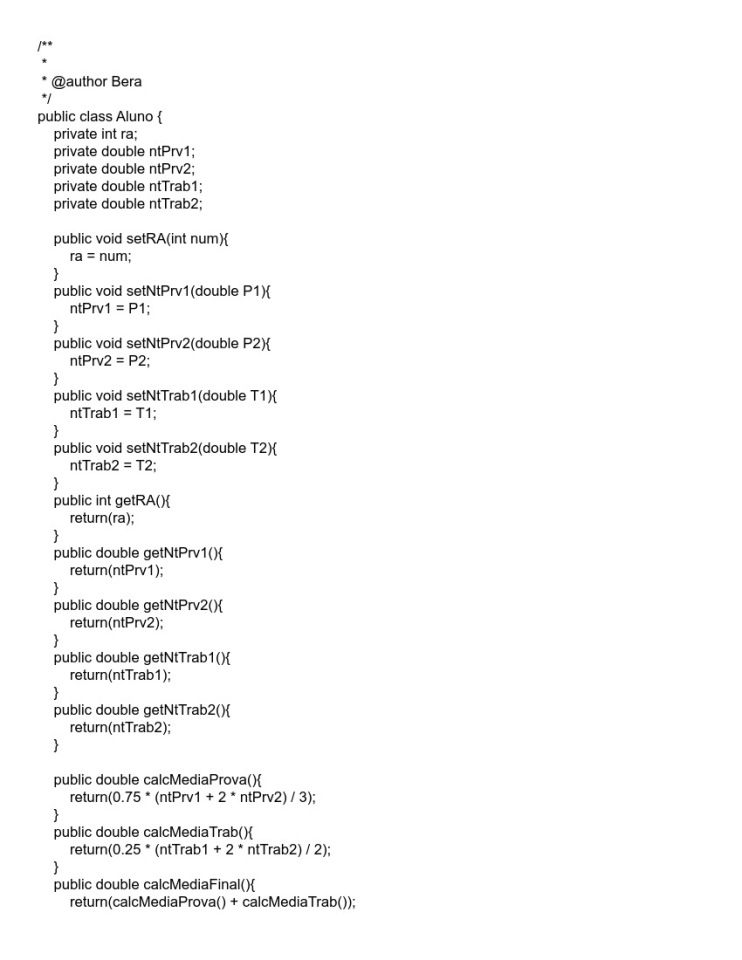 /**
 *
 * @author Bera
 */
public class Aluno {
    private int ra;
    private double ntPrv1;
    private double ntPrv2;
    private double ntTrab1;
    private double ntTrab2;

    public void setRA(int num){
        ra = num;
    }
    public void setNtPrv1(double P1){
        ntPrv1 = P1;
    }
    public void setNtPrv2(double P2){
        ntPrv2 = P2;
    }
    public void setNtTrab1(double T1){
        ntTrab1 = T1;
    }
    public void setNtTrab2(double T2){
        ntTrab2 = T2;
    }
    public int getRA(){
        return(ra);
    }
    public double getNtPrv1(){
        return(ntPrv1);
    }
    public double getNtPrv2(){
        return(ntPrv2);
    }
    public double getNtTrab1(){
        return(ntTrab1);
    }
    public double getNtTrab2(){
        return(ntTrab2);
    }

    public double calcMediaProva(){
        return(0.75 * (ntPrv1 + 2 * ntPrv2) / 3);
    }
    public double calcMediaTrab(){
        return(0.25 * (ntTrab1 + 2 * ntTrab2) / 2);
    }
    public double calcMediaFinal(){
        return(calcMediaProva() + calcMediaTrab());